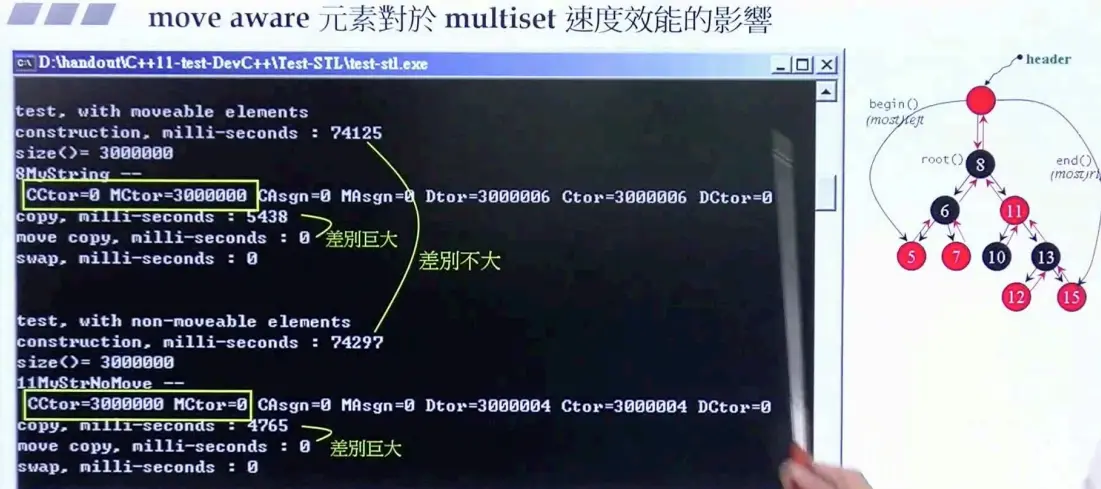 move aware 元素對於 multiset 速度效能的影響
D:\handout\C++11-test-DevC++\Test-STL\test-stl.exe
test, with moveable elements
construction, milli-seconds : 74125
size()= 3000000
8MyString --
CCtor=0 MCtor=3000000 CAsgn=0 MAsgn=0 Dtor=3000006 Ctor=3000006 DCtor=0
copy, milli-seconds : 5438
move copy, milli-seconds : 0
差別巨大
swap, milli-seconds : 0
差別不大
test, with non-moveable elements
construction, milli-seconds : 74297
size()= 3000000
11MyStrNoMove --
CCtor=3000000 MCtor=0 CAsgn=0 MAsgn=0 Dtor=3000004 Ctor=3000004 DCtor=0
copy, milli-seconds : 4765
move copy, milli-seconds : 0
差別巨大
swap, milli-seconds : 0
header
begin()
(most)left
root()
8
end()
6
11
5
7
10
13
12
15